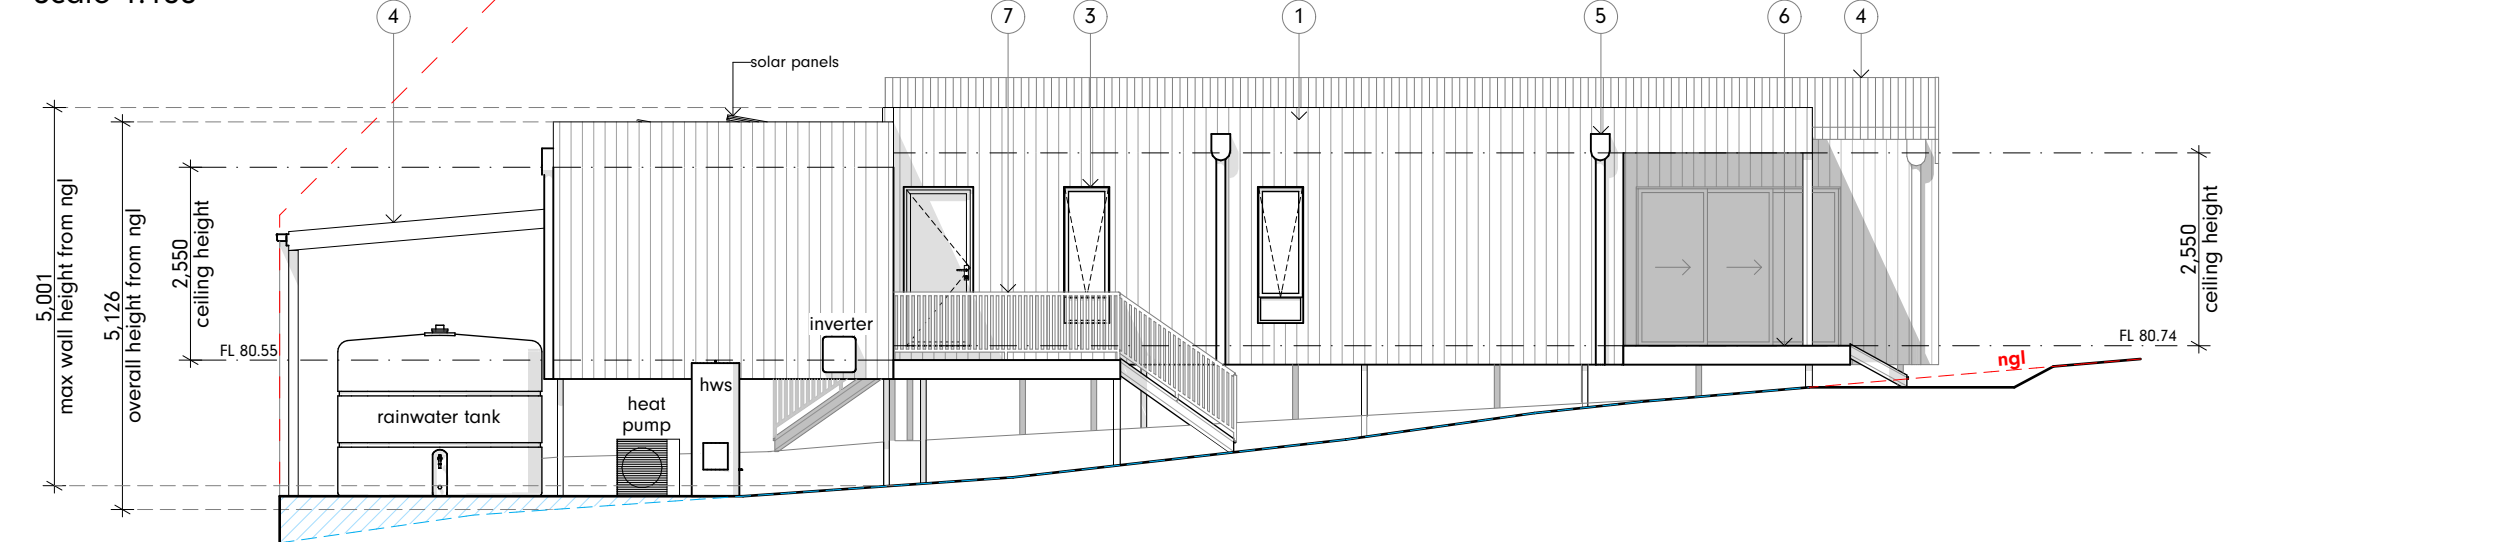 4
7
3
1
5
6
4
solar panels
5,001
max wall height from ngl
5,126
overall height from ngl
2,550
ceiling height
FL 80.55
rainwater tank
heat
pump
hws
inverter
2,550
ceiling height
FL 80.74
ngl